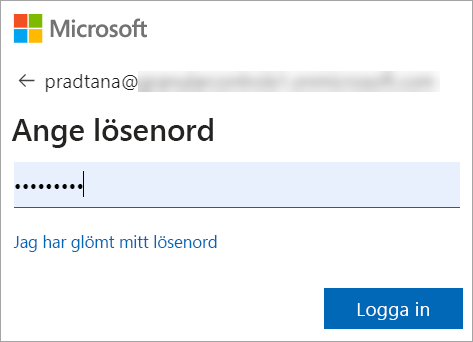 Microsoft
← pradtana@
Ange lösenord
•••••••••
Jag har glömt mitt lösenord
Logga in